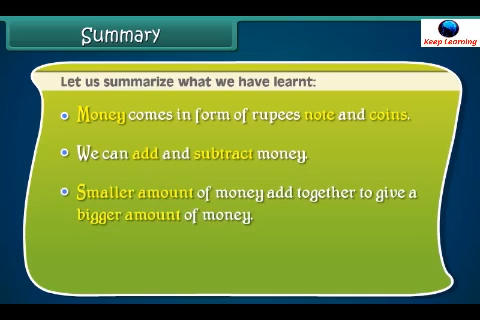 Summary
Keep Learning
Let us summarize what we have learnt:
Money comes in form of rupees note and coins.
We can add and subtract money.
Smaller amount of money add together to give a
bigger amount of money.